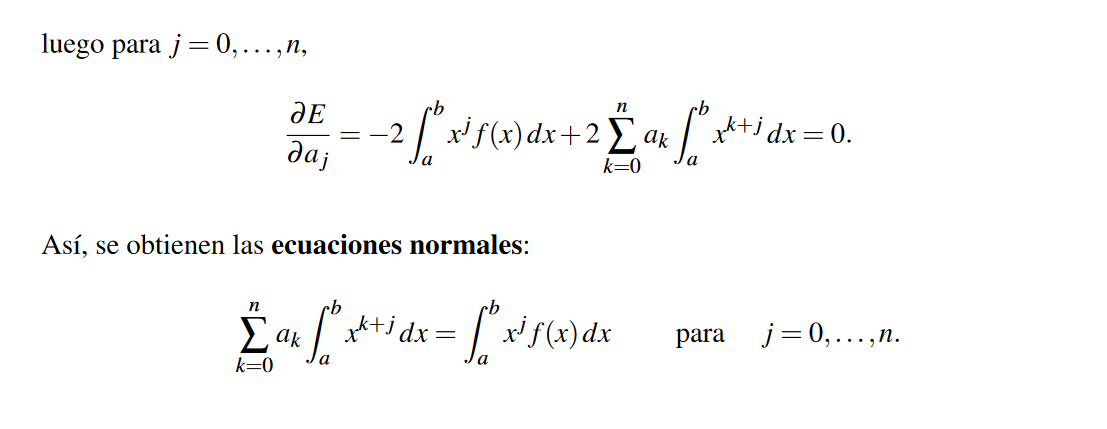 luego para j = 0,…,n,
∂E/∂a_j = −2 ∫_a^b x^j f(x) dx + 2 ∑_{k=0}^n a_k ∫_a^b x^{k+j} dx = 0.
Así, se obtienen las ecuaciones normales:
∑_{k=0}^n a_k ∫_a^b x^{k+j} dx = ∫_a^b x^j f(x) dx para j = 0,…,n.